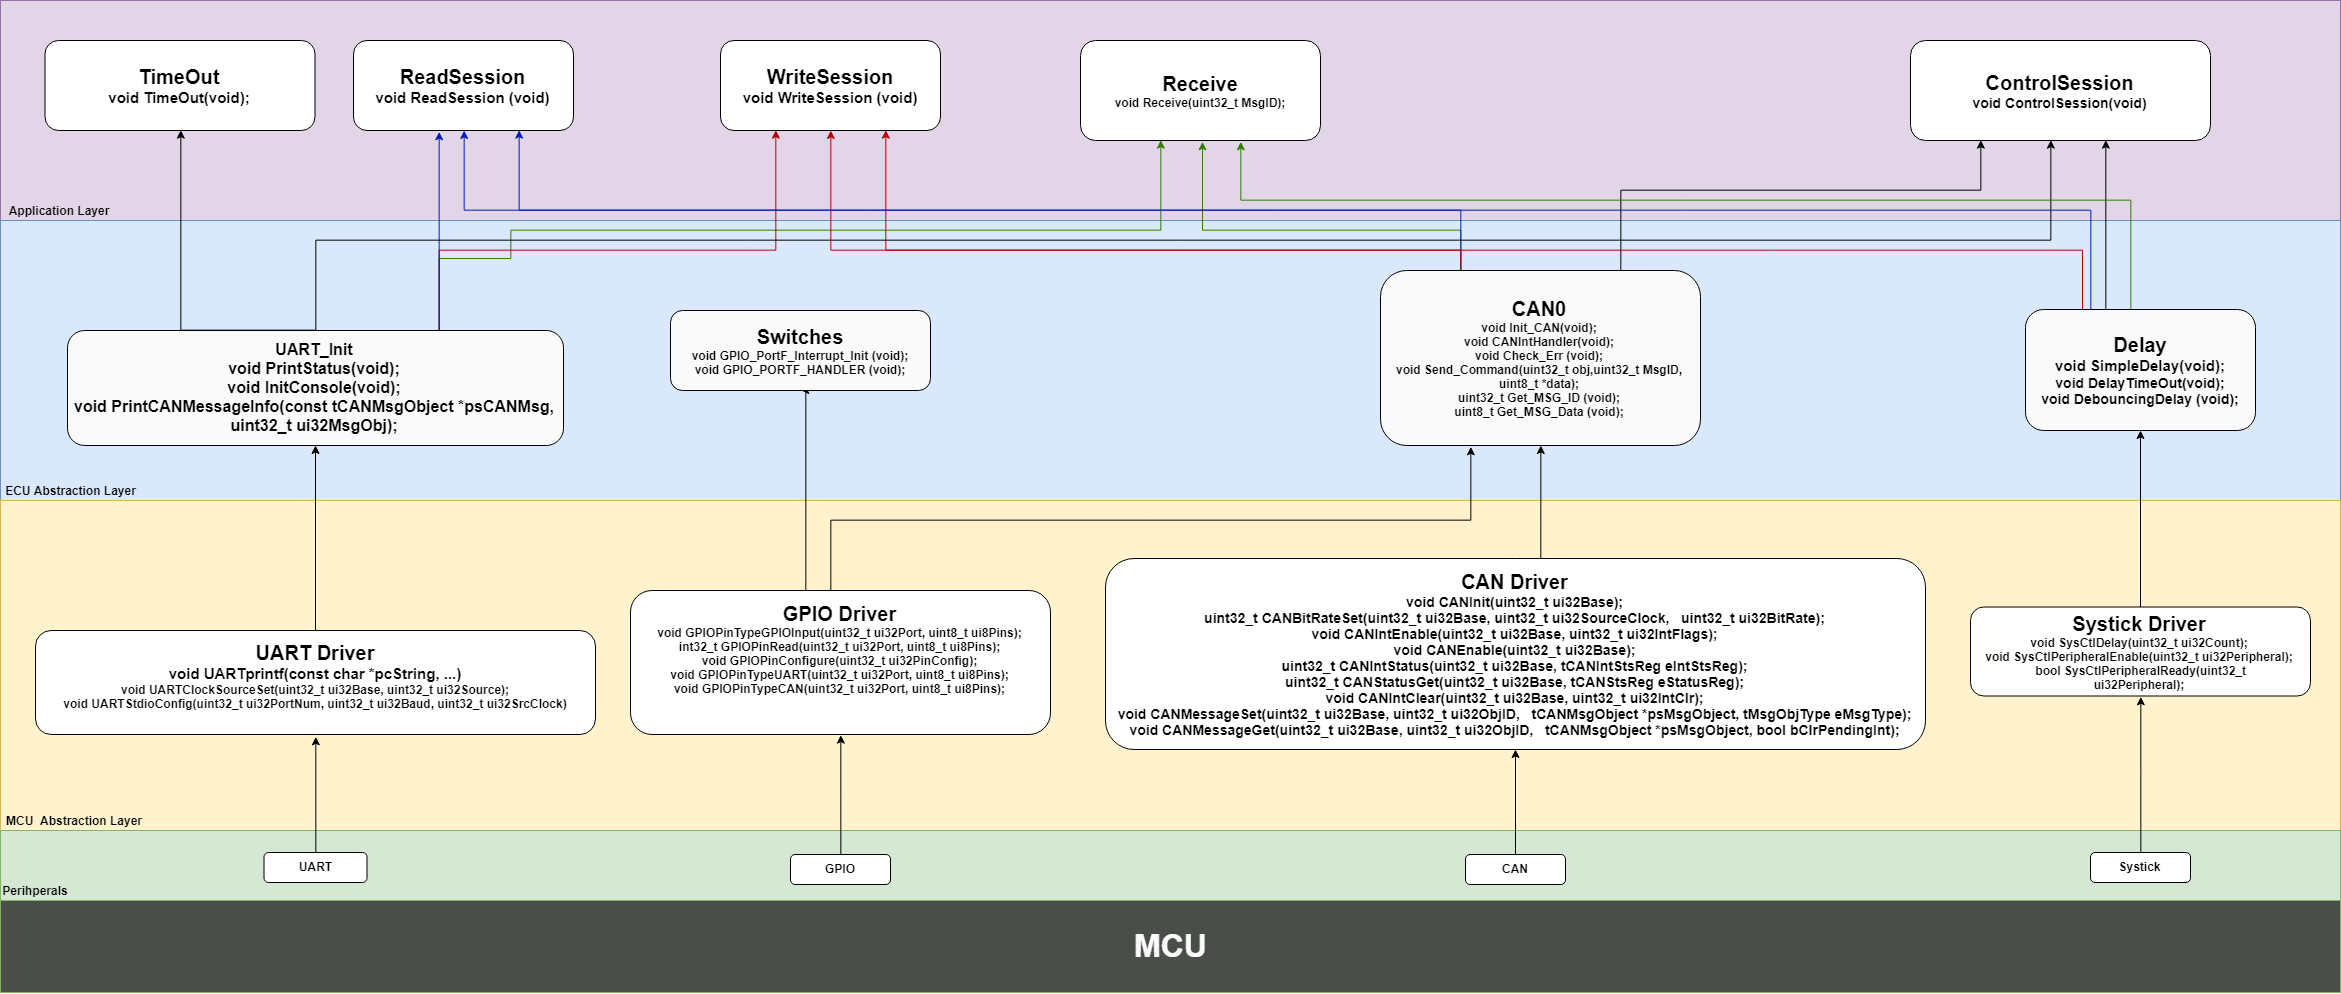 TimeOut
void TimeOut(void);
ReadSession
void ReadSession (void)
WriteSession
void WriteSession (void)
Receive
void Receive(uint32_t MsgID);
ControlSession
void ControlSession(void)
Application Layer
UART_Init
void PrintStatus(void);
void InitConsole(void);
void PrintCANMessageInfo(const tCANMsgObject *psCANMsg,
uint32_t ui32MsgObj);
Switches
void GPIO_PortF_Interrupt_Init (void);
void GPIO_PORTF_HANDLER (void);
CAN0
void Init_CAN(void);
void CANIntHandler(void);
void Check_Err (void);
void Send_Command(uint32_t obj,uint32_t MsgID,
uint8_t *data);
uint32_t Get_MSG_ID (void);
uint8_t Get_MSG_Data (void);
Delay
void SimpleDelay(void);
void DelayTimeOut(void);
void DebouncingDelay (void);
ECU Abstraction Layer
UART Driver
void UARTprintf(const char *pcString, ...)
void UARTClockSourceSet(uint32_t ui32Base, uint32_t ui32Source);
void UARTStdioConfig(uint32_t ui32PortNum, uint32_t ui32Baud, uint32_t ui32SrcClock)
GPIO Driver
void GPIOPinTypeGPIOInput(uint32_t ui32Port, uint8_t ui8Pins);
int32_t GPIOPinRead(uint32_t ui32Port, uint8_t ui8Pins);
void GPIOPinConfigure(uint32_t ui32PinConfig);
void GPIOPinTypeUART(uint32_t ui32Port, uint8_t ui8Pins);
void GPIOPinTypeCAN(uint32_t ui32Port, uint8_t ui8Pins);
CAN Driver
void CANInit(uint32_t ui32Base);
uint32_t CANBitRateSet(uint32_t ui32Base, uint32_t ui32SourceClock, uint32_t ui32BitRate);
void CANIntEnable(uint32_t ui32Base, uint32_t ui32IntFlags);
void CANEnable(uint32_t ui32Base);
uint32_t CANIntStatus(uint32_t ui32Base, tCANIntStsReg eIntStsReg);
uint32_t CANStatusGet(uint32_t ui32Base, tCANStsReg eStatusReg);
void CANIntClear(uint32_t ui32Base, uint32_t ui32IntClr);
void CANMessageSet(uint32_t ui32Base, uint32_t ui32ObjID, tCANMsgObject *psMsgObject, tMsgObjType eMsgType);
void CANMessageGet(uint32_t ui32Base, uint32_t ui32ObjID, tCANMsgObject *psMsgObject, bool bClrPendingInt);
Systick Driver
void SysCtlDelay(uint32_t ui32Count);
void SysCtlPeripheralEnable(uint32_t ui32Peripheral);
bool SysCtlPeripheralReady(uint32_t
ui32Peripheral);
MCU Abstraction Layer
UART
GPIO
CAN
Systick
Perihperals
MCU